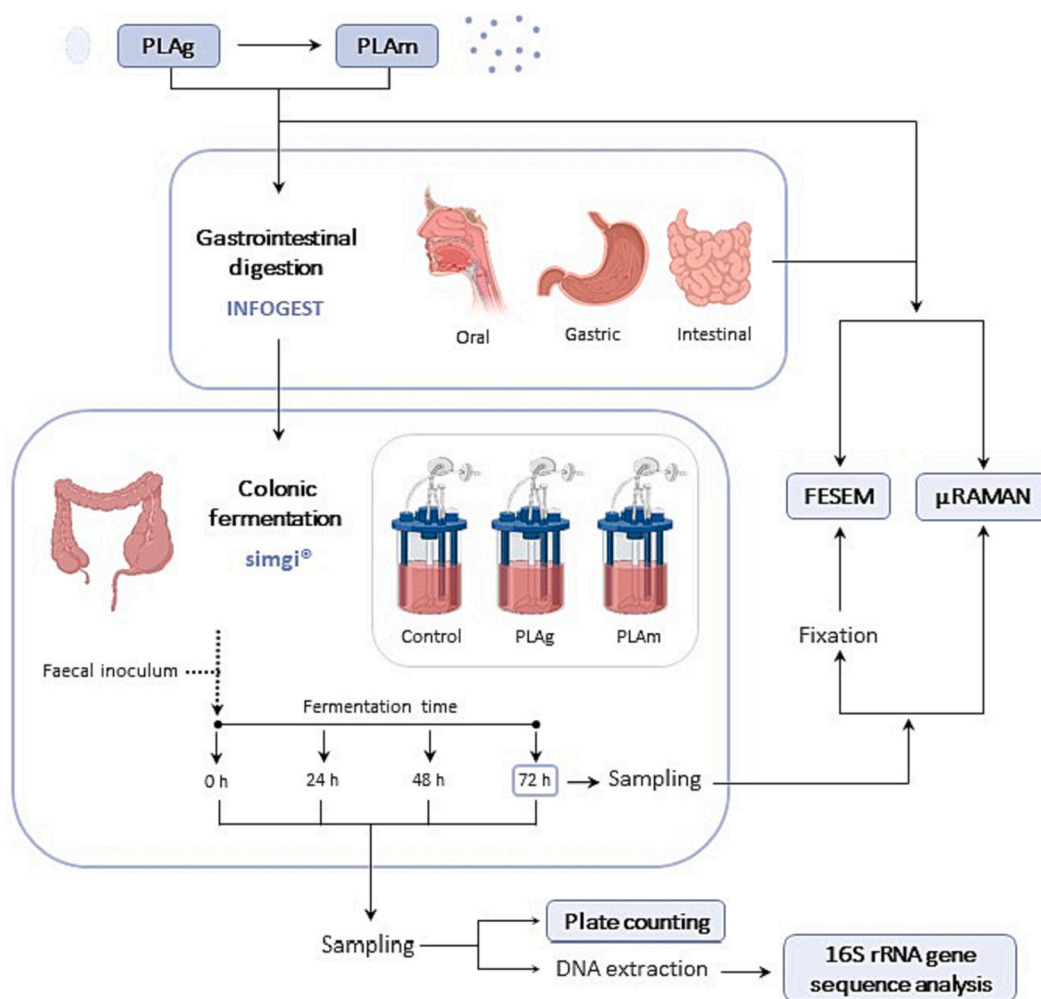 PLAg
PLAm
Gastrointestinal
digestion
INFOGEST
Oral
Gastric
Intestinal
Colonic
fermentation
simgi®
Control
PLAg
PLAm
FESEM
µRAMAN
Fixation
Faecal inoculum
Fermentation time
0 h
24 h
48 h
72 h
Sampling
Sampling
Plate counting
DNA extraction
16S rRNA gene
sequence analysis